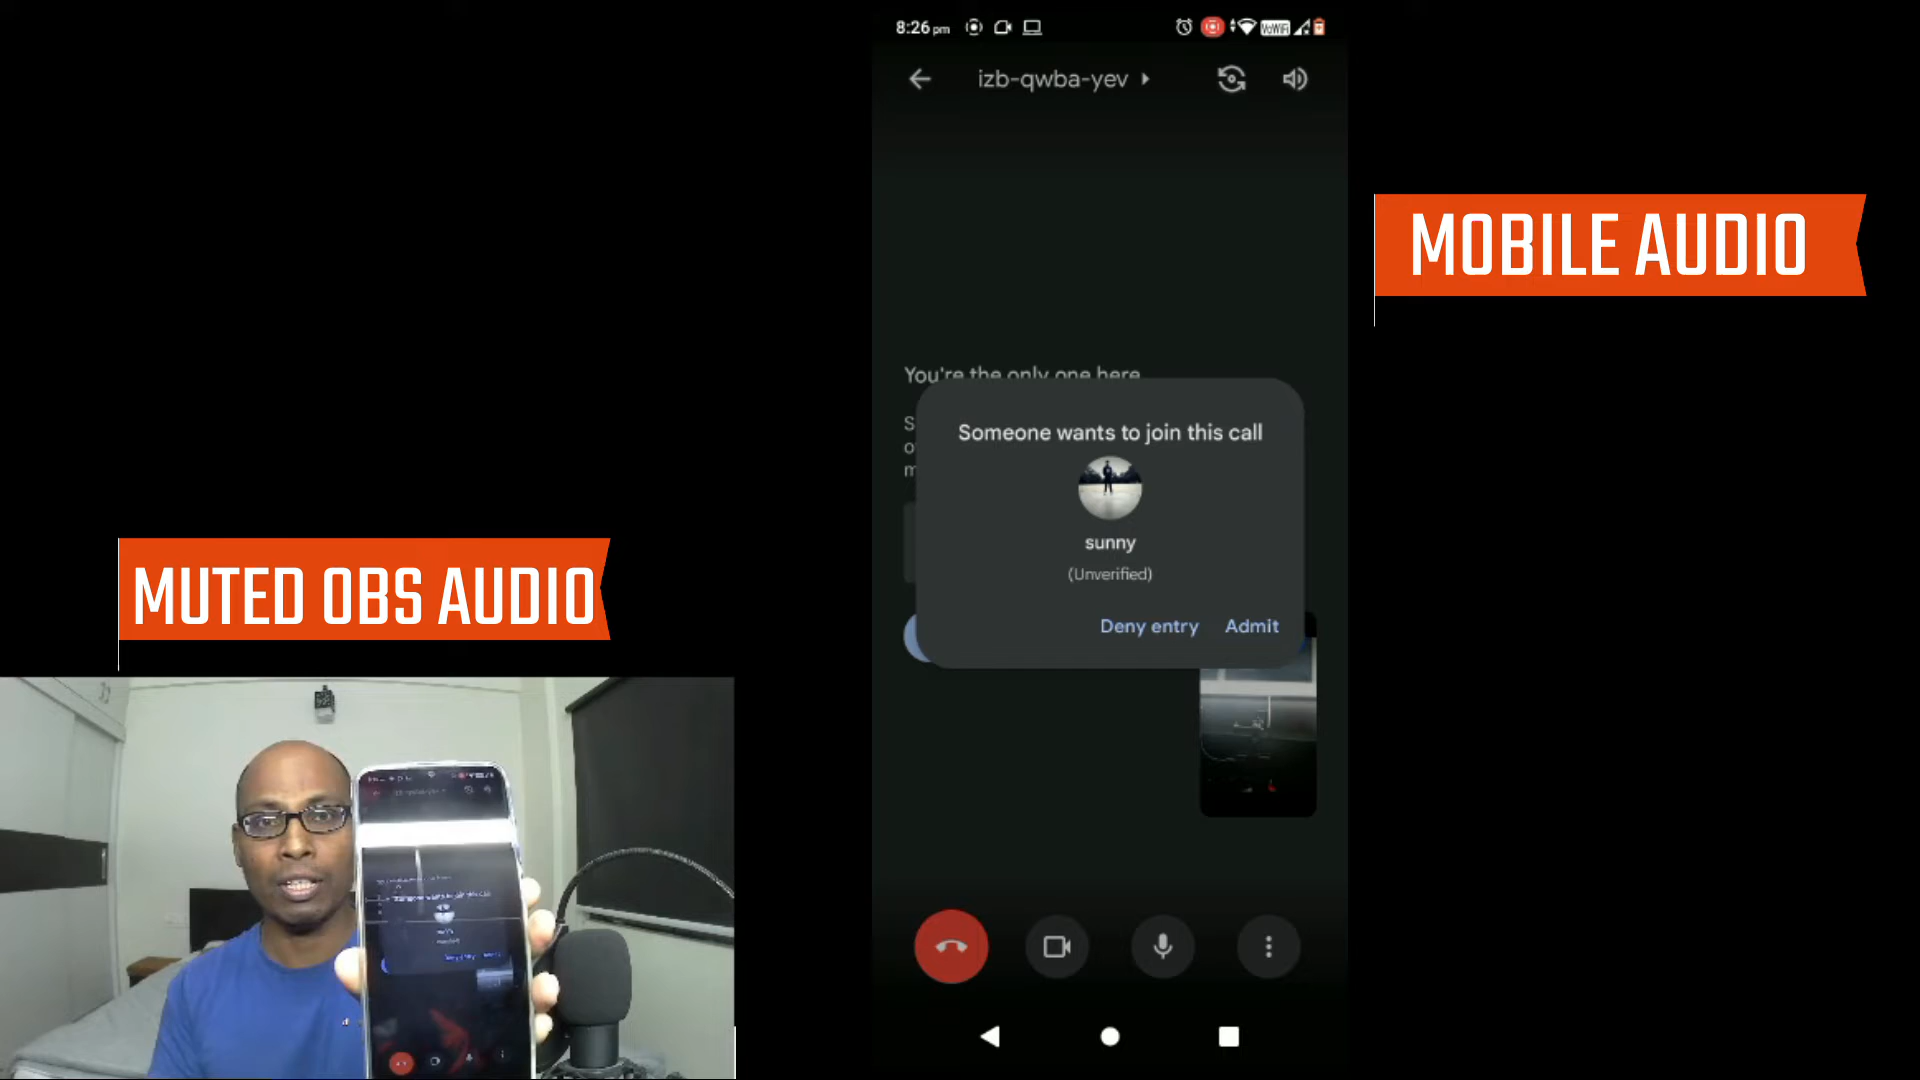 8:26 pm
VoWiFi
izb-qwba-yev
MOBILE AUDIO
You're the only one here
S
o
m
Someone wants to join this call
sunny
(Unverified)
Deny entry Admit
MUTED OBS AUDIO